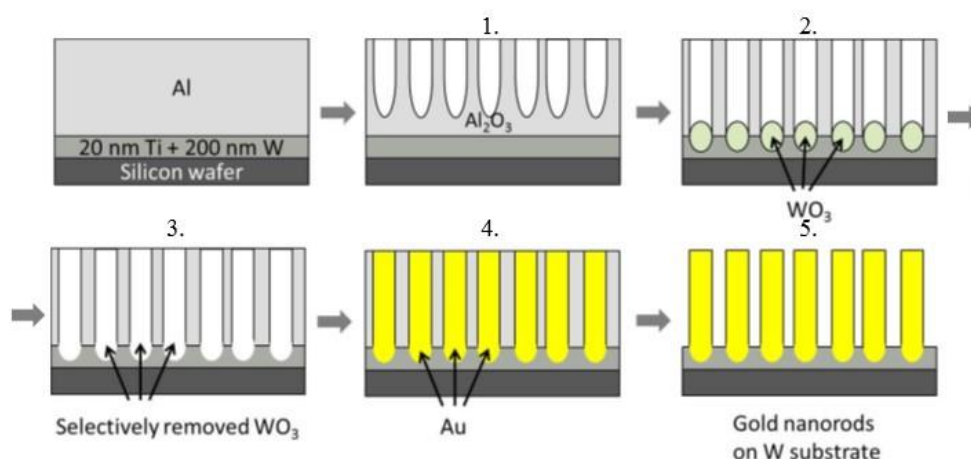 1.
2.
Al
Al₂O₃
20 nm Ti + 200 nm W
Silicon wafer
WO₃
3.
4.
5.
Selectively removed WO₃
Au
Gold nanorods
on W substrate